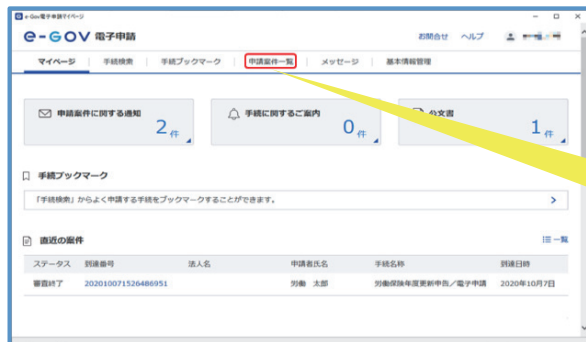 e-Gov電子申請マイページ
e-GOV 電子申請
お問合せ ヘルプ
マイページ 手続検索 手続ブックマーク 申請案件一覧 メッセージ 基本情報管理
申請案件に関する通知 2件
手続に関するご案内 0件
公文書 1件
手続ブックマーク
「手続検索」からよく申請する手続をブックマークすることができます。
直近の案件 一覧
ステータス 到達番号 法人名 申請者氏名 手続名称 到達日時
審査終了 202010071526486951 労働 太郎 労働保険年度更新申告/電子申請 2020年10月7日